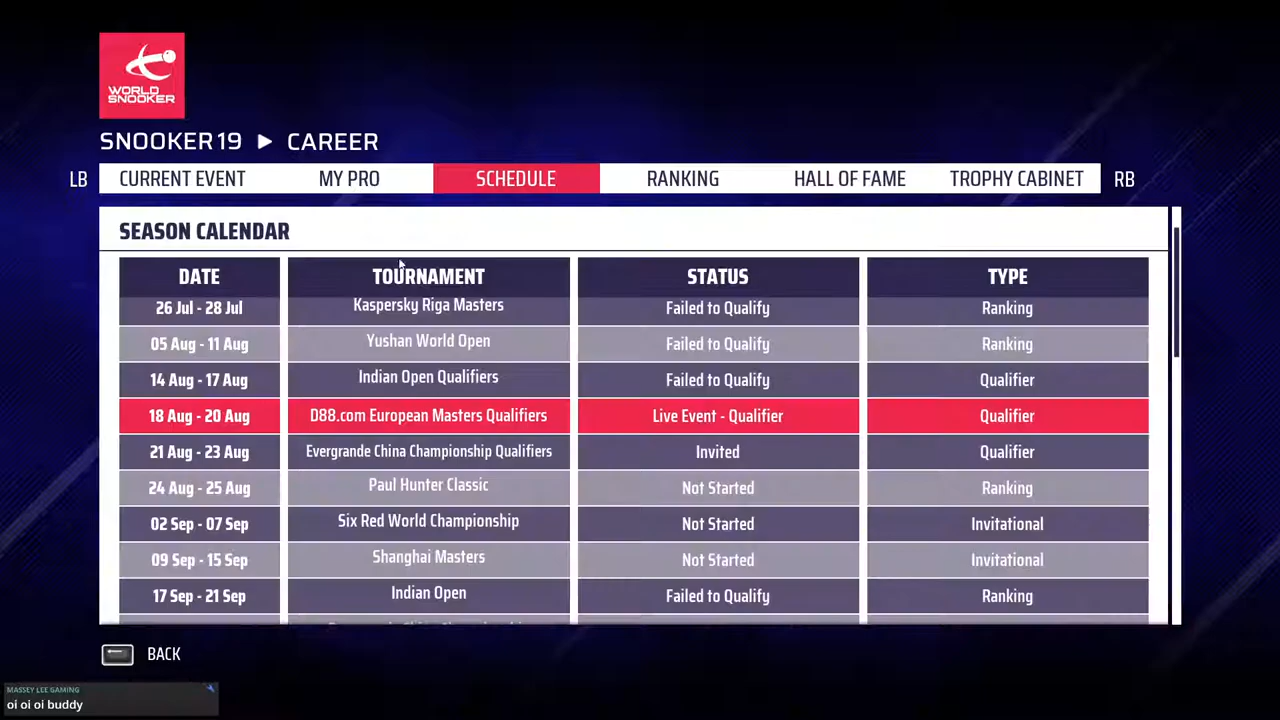 WORLD
SNOOKER
SNOOKER 19 ► CAREER
LB CURRENT EVENT MY PRO SCHEDULE RANKING HALL OF FAME TROPHY CABINET RB
SEASON CALENDAR
DATE TOURNAMENT STATUS TYPE
26 Jul - 28 Jul Kaspersky Riga Masters Failed to Qualify Ranking
05 Aug - 11 Aug Yushan World Open Failed to Qualify Ranking
14 Aug - 17 Aug Indian Open Qualifiers Failed to Qualify Qualifier
18 Aug - 20 Aug D88.com European Masters Qualifiers Live Event - Qualifier Qualifier
21 Aug - 23 Aug Evergrande China Championship Qualifiers Invited Qualifier
24 Aug - 25 Aug Paul Hunter Classic Not Started Ranking
02 Sep - 07 Sep Six Red World Championship Not Started Invitational
09 Sep - 15 Sep Shanghai Masters Not Started Invitational
17 Sep - 21 Sep Indian Open Failed to Qualify Ranking
BACK
MASSEY LEE GAMING
oi oi oi buddy